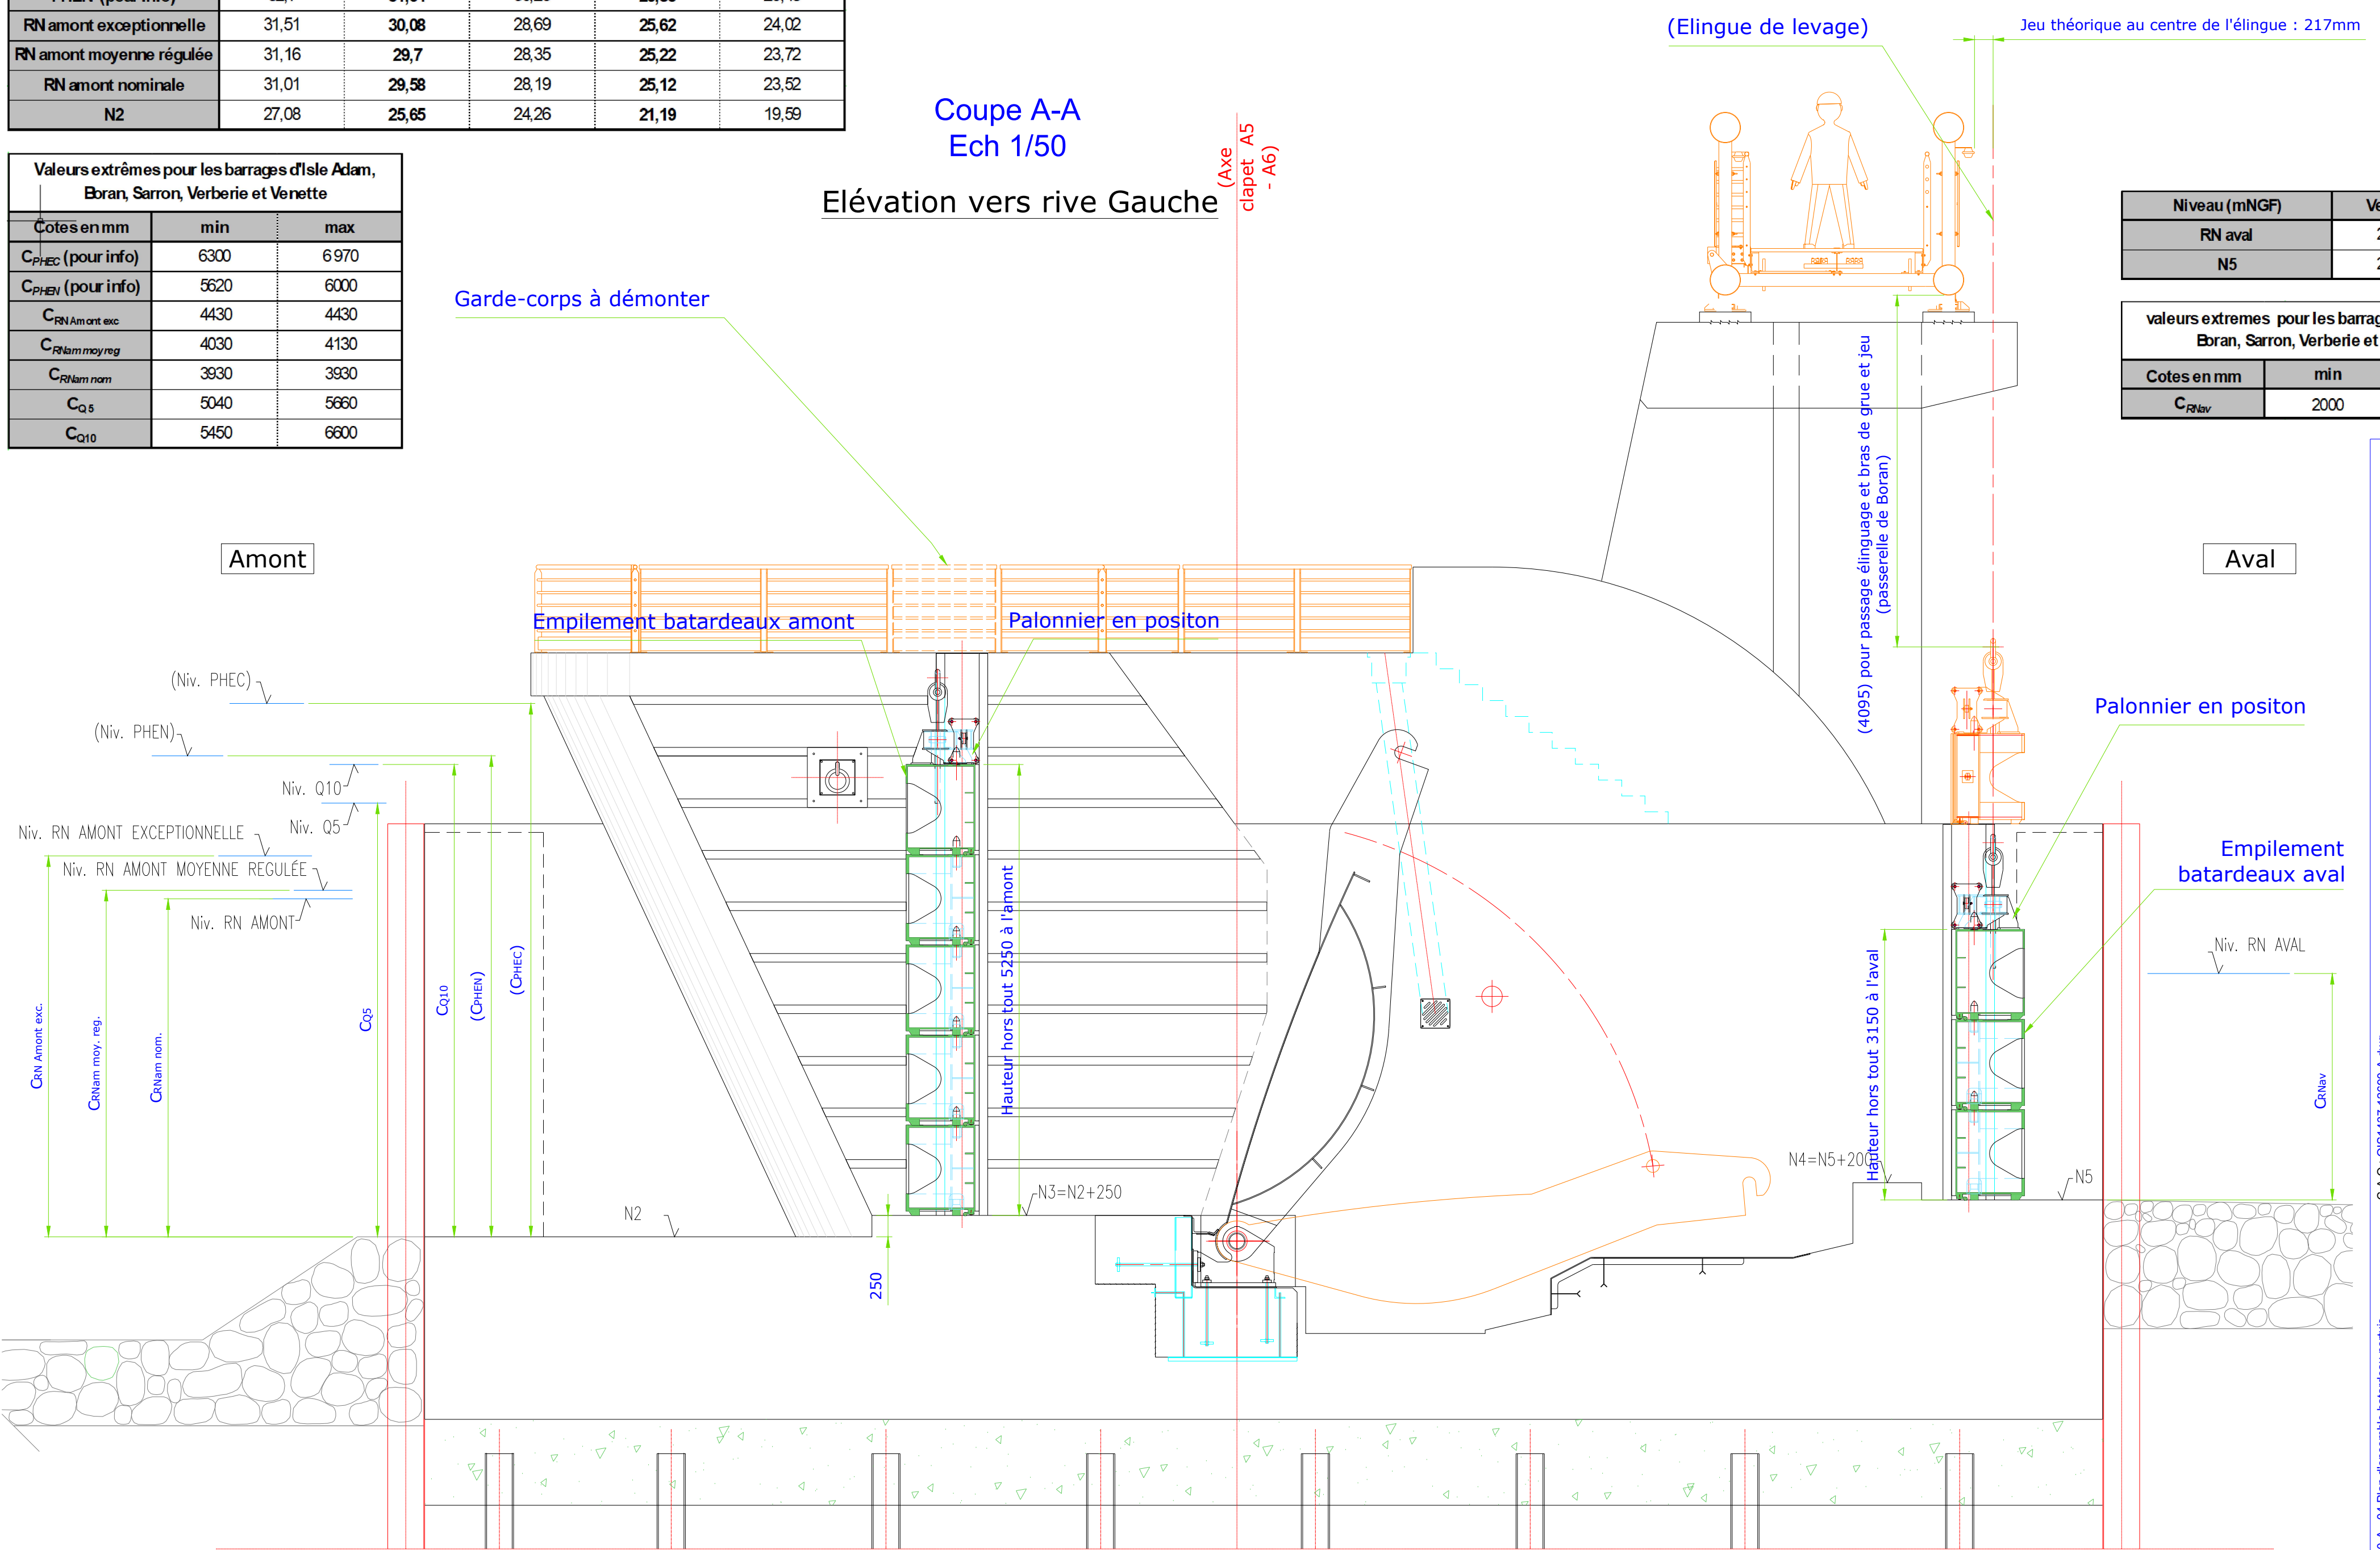 RN amont exceptionnelle 31,51 30,08 28,69 25,62 24,02
RN amont moyenne régulée 31,16 29,7 28,35 25,22 23,72
RN amont nominale 31,01 29,58 28,19 25,12 23,52
N2 27,08 25,65 24,26 21,19 19,59
Valeurs extrêmes pour les barrages d'Isle Adam,
Boran, Sarron, Verberie et Venette
Cotes en mm min max
CPHEC (pour info) 6300 6970
CPHEN (pour info) 5620 6000
CRN Amont exc 4430 4430
CRNam moy reg 4030 4130
CRNam nom 3930 3930
CQ5 5040 5660
CQ10 5450 6600
Coupe A-A
Ech 1/50
Elévation vers rive Gauche
(Axe
clapet A5
- A6)
(Elingue de levage)
Jeu théorique au centre de l'élingue : 217mm
Niveau (mNGF)
RN aval
N5
valeurs extremes pour les
Boran, Sarron, Verberie et
Cotes en mm min
CRNav 2000
Garde-corps à démonter
(4095) pour passage élinguage et bras de grue et jeu
(passerelle de Boran)
Amont
Aval
Empilement batardeaux amont
Palonnier en positon
Palonnier en positon
Empilement
batardeaux aval
(Niv. PHEC)
(Niv. PHEN)
Niv. Q10
Niv. Q5
Niv. RN AMONT EXCEPTIONNELLE
Niv. RN AMONT MOYENNE REGULÉE
Niv. RN AMONT
Niv. RN AVAL
CRN Amont exc.
CRNam moy. reg.
CRNam nom.
CQ5
CQ10
(CPHEN)
(CPHEC)
Hauteur hors tout 5250 à l'amont
Hauteur hors tout 3150 à l'aval
CRNav
N2
N3=N2+250
250
N4=N5+200
N5